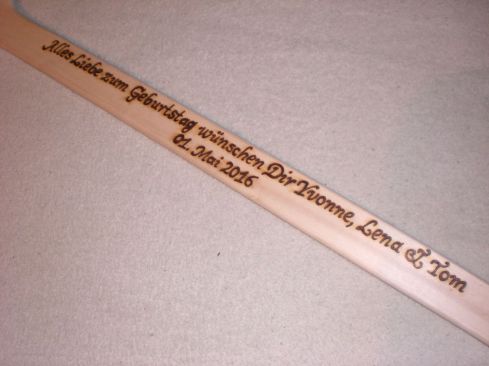 Alles Liebe zum Geburtstag wünschen Dir Yvonne, Lena & Tom
01. Mai 2016